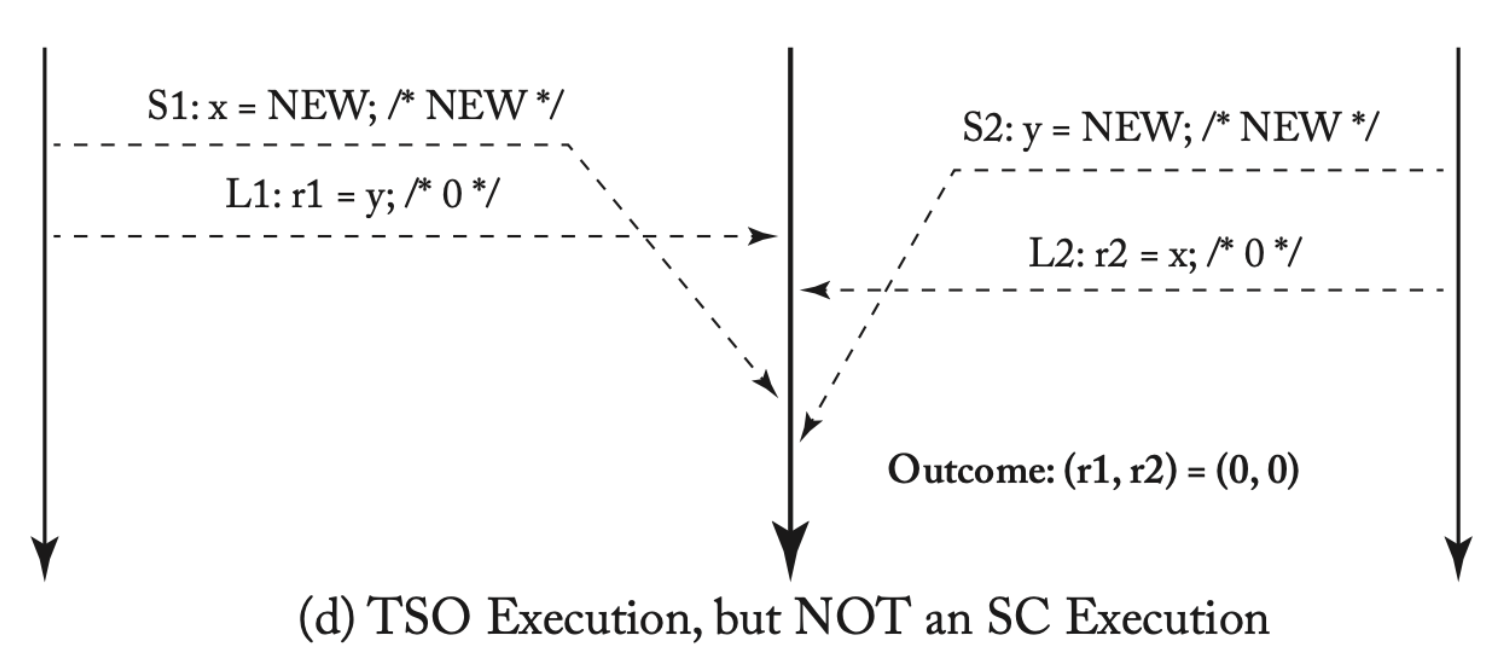 S1: x = NEW; /* NEW */
S2: y = NEW; /* NEW */
L1: r1 = y; /* 0 */
L2: r2 = x; /* 0 */
Outcome: (r1, r2) = (0, 0)
(d) TSO Execution, but NOT an SC Execution